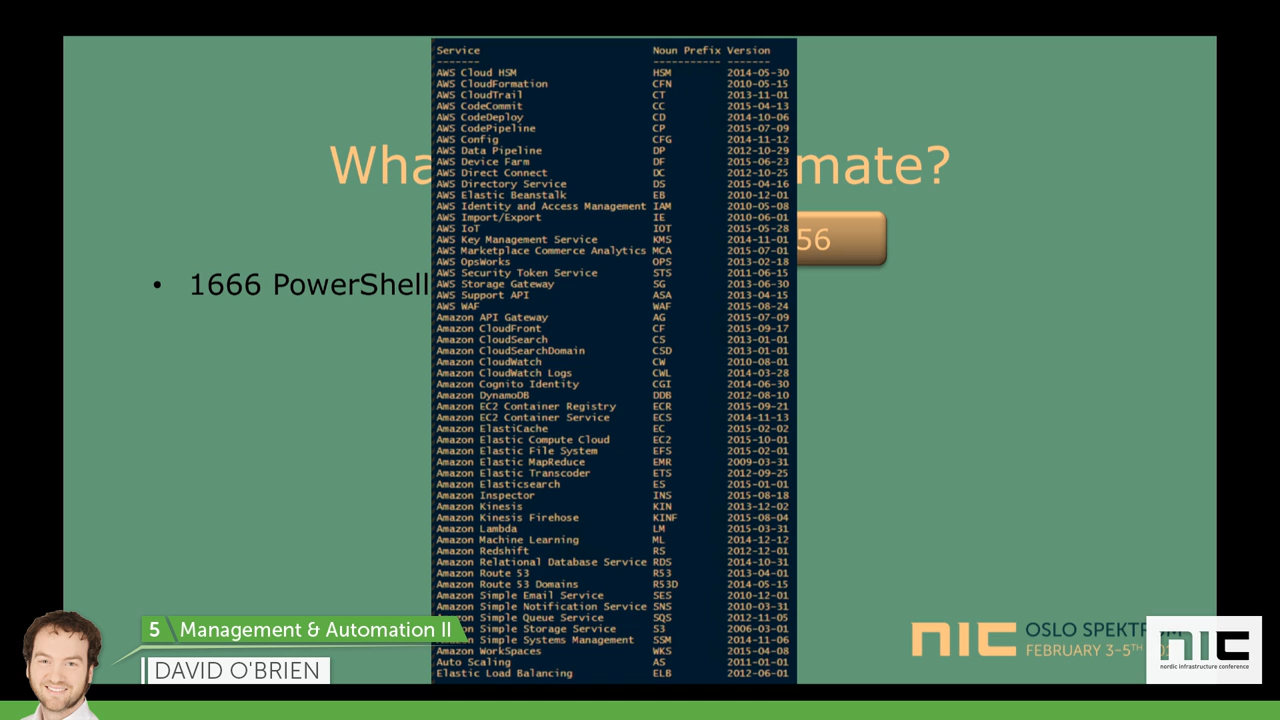 Service Noun Prefix Version
------- ----------- -------
AWS Cloud HSM HSM 2014-05-30
AWS CloudFormation CFN 2010-05-15
AWS CloudTrail CT 2013-11-01
AWS CodeCommit CC 2015-04-13
AWS CodeDeploy CD 2014-10-06
AWS CodePipeline CP 2015-07-09
AWS Config CFG 2014-11-12
AWS Data Pipeline DP 2012-10-29
AWS Device Farm DF 2015-06-23
AWS Direct Connect DC 2012-10-25
AWS Directory Service DS 2015-04-16
AWS Elastic Beanstalk EB 2010-12-01
AWS Identity and Access Management IAM 2010-05-08
AWS Import/Export IE 2010-06-01
AWS IoT IOT 2015-05-28
AWS Key Management Service KMS 2014-11-01
AWS Marketplace Commerce Analytics MCA 2015-07-01
AWS OpsWorks OPS 2013-02-18
AWS Security Token Service STS 2011-06-15
AWS Storage Gateway SG 2013-06-30
AWS Support API ASA 2013-04-15
AWS WAF WAF 2015-08-24
Amazon API Gateway AG 2015-07-09
Amazon CloudFront CF 2015-09-17
Amazon CloudSearch CS 2013-01-01
Amazon CloudSearchDomain CSD 2013-01-01
Amazon CloudWatch CW 2010-08-01
Amazon CloudWatch Logs CWL 2014-03-28
Amazon Cognito Identity CGI 2014-06-30
Amazon DynamoDB DDB 2012-08-10
Amazon EC2 Container Registry ECR 2015-09-21
Amazon EC2 Container Service ECS 2014-11-13
Amazon ElastiCache EC 2015-02-02
Amazon Elastic Compute Cloud EC2 2015-10-01
Amazon Elastic File System EFS 2015-02-01
Amazon Elastic MapReduce EMR 2009-03-31
Amazon Elastic Transcoder ETS 2012-09-25
Amazon Elasticsearch ES 2015-01-01
Amazon Inspector INS 2015-08-18
Amazon Kinesis KIN 2013-12-02
Amazon Kinesis Firehose KINF 2015-08-04
Amazon Lambda LM 2015-03-31
Amazon Machine Learning ML 2014-12-12
Amazon Redshift RS 2012-12-01
Amazon Relational Database Service RDS 2014-10-31
Amazon Route 53 R53 2013-04-01
Amazon Route 53 Domains R53D 2014-05-15
Amazon Simple Email Service SES 2010-12-01
Amazon Simple Notification Service SNS 2010-03-31
Simple Queue Service SQS 2012-11-05
Simple Storage Service S3 2006-03-01
Simple Systems Management SSM 2014-11-06
Amazon WorkSpaces WKS 2015-04-08
Auto Scaling AS 2011-01-01
Elastic Load Balancing ELB 2012-06-01
Wha mate?
56
• 1666 PowerShell
5 Management & Automation II
DAVID O'BRIEN
NIC OSLO SPEKTR
FEBRUARY 3-5TH
NIC
nordic infrastructure conference